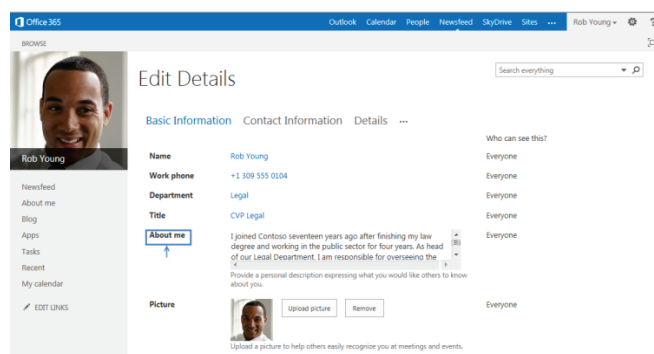 Office 365 Outlook Calendar People Newsfeed SkyDrive Sites ... Rob Young ?
BROWSE
Edit Details
Search everything
Basic Information Contact Information Details ...
Who can see this?
Rob Young
Name Rob Young Everyone
Work phone +1 309 555 0104 Everyone
Newsfeed
Department Legal Everyone
About me
Title CVP Legal Everyone
Blog
About me I joined Contoso seventeen years ago after finishing my law Everyone
Apps
degree and working in the public sector for four years. As head
Tasks
of our Legal Department, I am responsible for overseeing the
Recent
Provide a personal description expressing what you would like others to know
My calendar
about you.
EDIT LINKS
Picture Upload picture Remove Everyone
Upload a picture to help others easily recognize you at meetings and events.